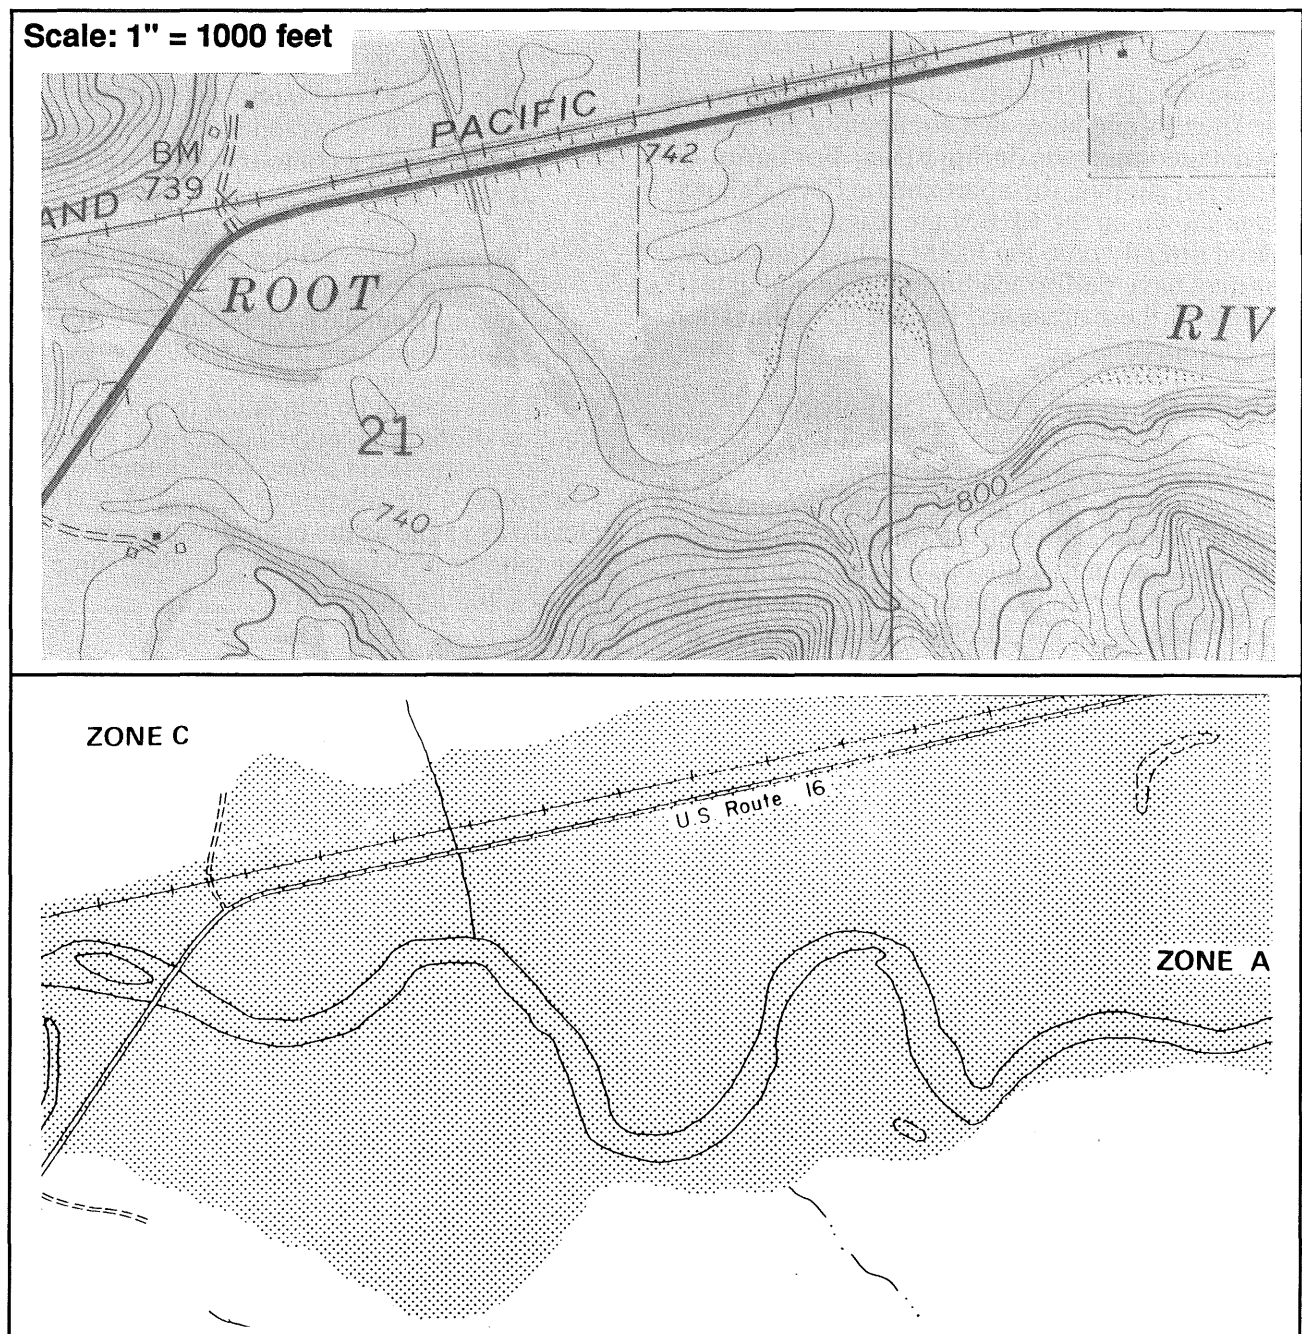 Scale: 1" = 1000 feet
PACIFIC
BM
739
742
AND
ROOT
RIV
21
800
740
ZONE C
U.S. Route 16
ZONE A